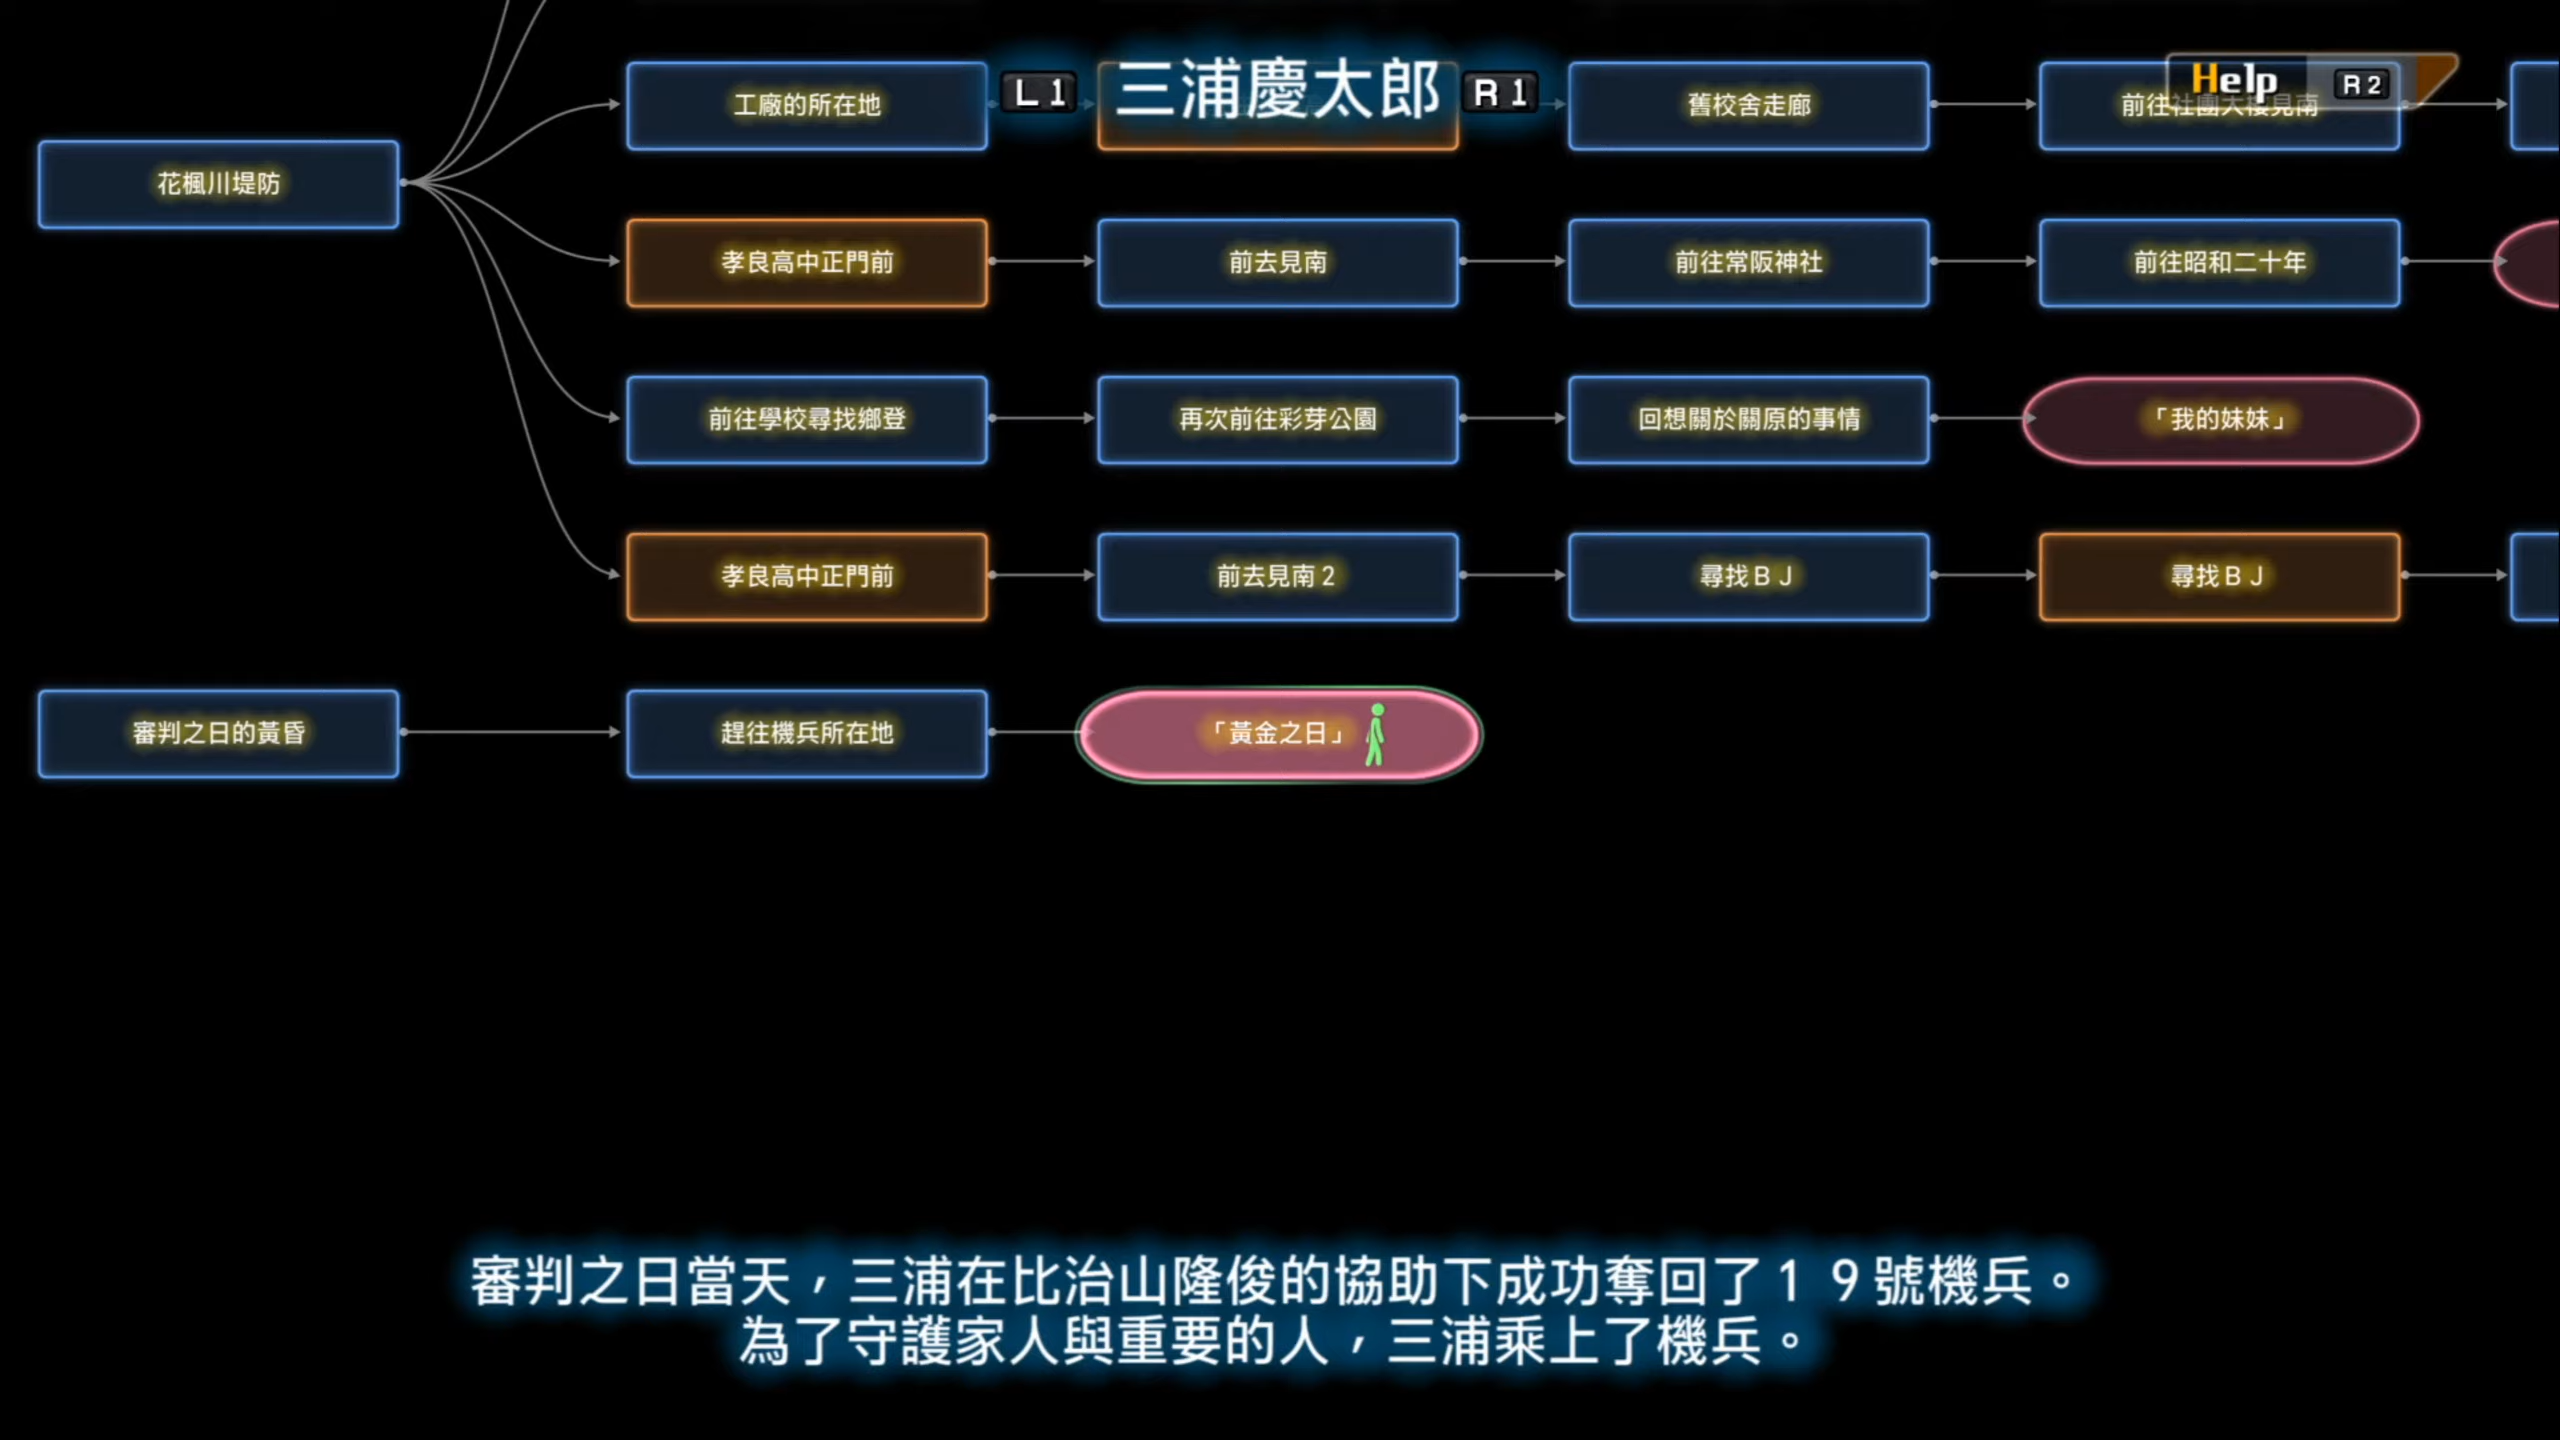 L1 三浦慶太郎 R1
Help R2
工廠的所在地
舊校舍走廊
前往社團大樓見南
花楓川堤防
孝良高中正門前
前去見南
前往常阪神社
前往昭和二十年
前往學校尋找鄉登
再次前往彩芽公園
回想關於關原的事情
「我的妹妹」
孝良高中正門前
前去見南2
尋找BJ
尋找BJ
審判之日的黃昏
趕往機兵所在地
「黃金之日」
審判之日當天，三浦在比治山隆俊的協助下成功奪回了19號機兵。
為了守護家人與重要的人，三浦乘上了機兵。